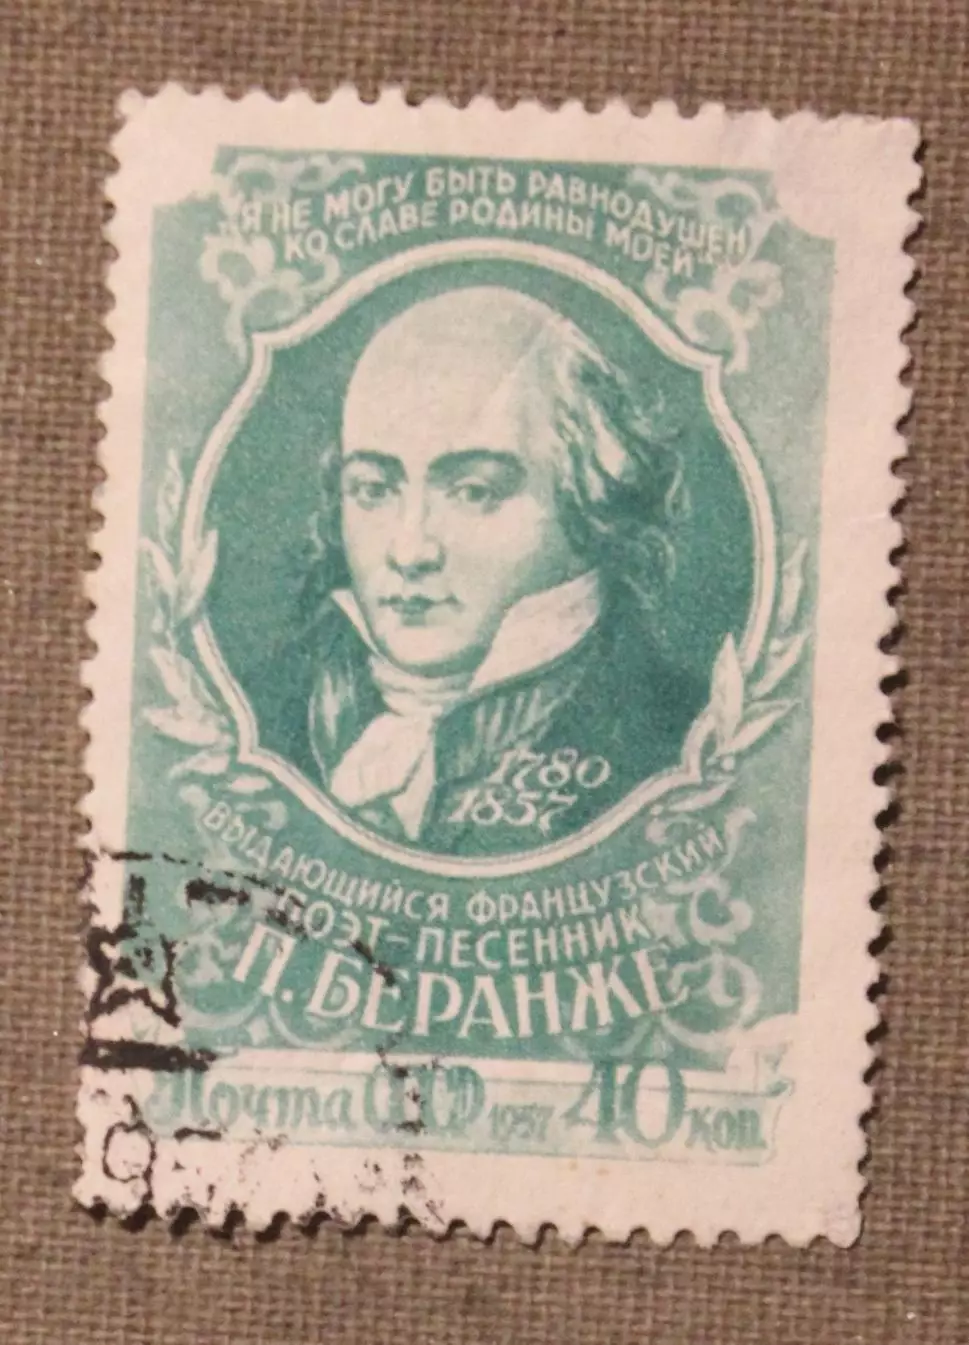 „Я НЕ МОГУ БЫТЬ РАВНОДУШЕН
КО СЛАВЕ РОДИНЫ МОЕЙ“
1780
1857
ВЫДАЮЩИЙСЯ ФРАНЦУЗСКИЙ
ПОЭТ-ПЕСЕННИК
П. БЕРАНЖЕ
Почта СССР 1957 40 коп.